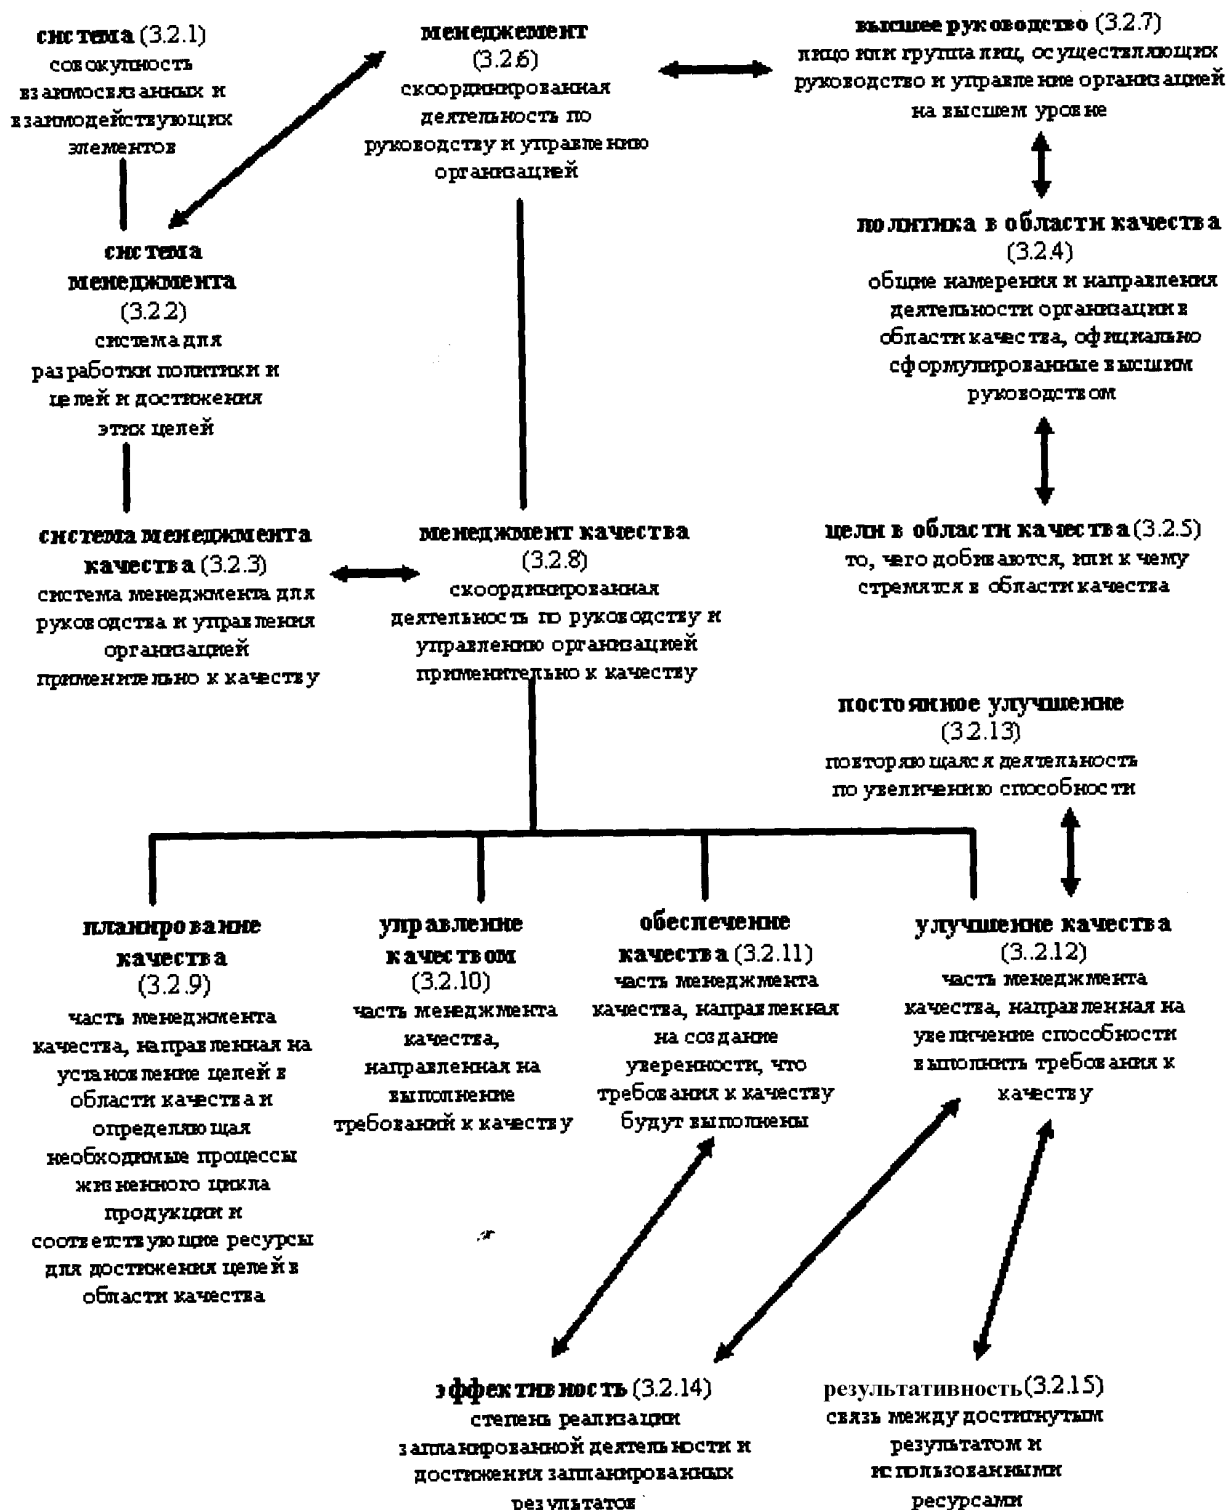 система (3.2.1)
совокупность
взаимосвязанных и
взаимодействующих
элементов
менеджемент
(3.2.6)
скоординированная
деятельность по
руководству и управлению
организацией
высшее руководство (3.2.7)
лицо или группа лиц, осуществляющих
руководство и управление организацией
на высшем уровне
система
менеджмента
(3.2.2)
система для
разработки политики и
целей и достижения
этих целей
политика в области качества
(3.2.4)
общие намерения и направления
деятельности организации в
области качества, официально
сформулированные высшим
руководством
система менеджмента
качества (3.2.3)
система менеджмента для
руководства и управления
организацией
применительно к качеству
менеджмент качества
(3.2.8)
скоординированная
деятельность по руководству и
управлению организацией
применительно к качеству
цели в области качества (3.2.5)
то, чего добиваются, или к чему
стремятся в области качества
постоянное улучшение
(3.2.13)
повторяющаяся деятельность
по увеличению способности
планирование
качества
(3.2.9)
часть менеджмента
качества, направленная на
установление целей в
области качества и
определяющая
необходимые процессы
жизненного цикла
продукции и
соответствующие ресурсы
для достижения целей в
области качества
управление
качеством
(3.2.10)
часть менеджмента
качества,
направленная на
выполнение
требований к качеству
обеспечение
качества (3.2.11)
часть менеджмента
качества, направленная
на создание
уверенности, что
требования к качеству
будут выполнены
улучшение качества
(3..2.12)
часть менеджмента
качества, направленная на
увеличение способности
выполнить требования к
качеству
эффективность (3.2.14)
степень реализации
запланированной деятельности и
достижения запланированных
результатов
результативность(3.2.15)
связь между достигнутым
результатом и
использованными
ресурсами